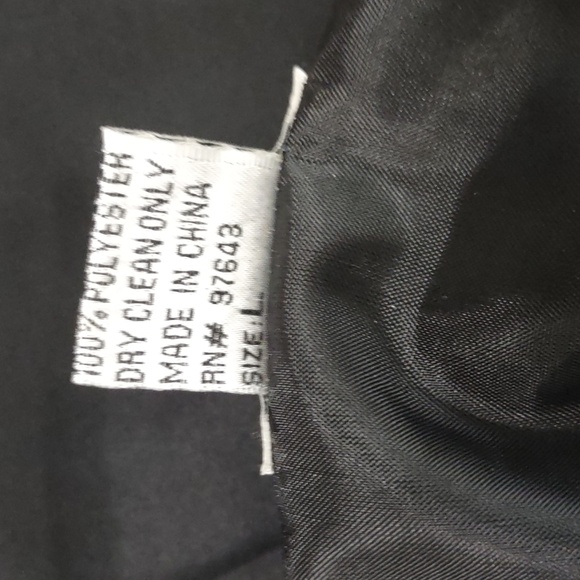 100% POLYESTER
DRY CLEAN ONLY
MADE IN CHINA
RN# 97643
SIZE: L